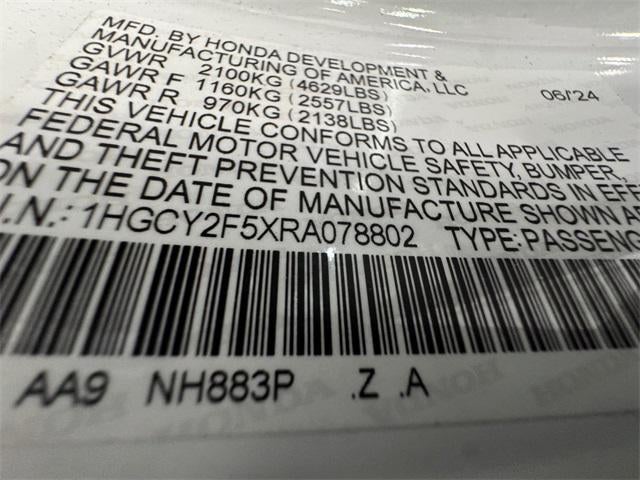 MFD. BY HONDA DEVELOPMENT &
MANUFACTURING OF AMERICA, LLC 06/'24
GVWR 2100KG (4629LBS)
GAWR F 1160KG (2557LBS)
GAWR R 970KG (2138LBS)
THIS VEHICLE CONFORMS TO ALL APPLICABLE
FEDERAL MOTOR VEHICLE SAFETY, BUMPER,
AND THEFT PREVENTION STANDARDS IN EFF
ON THE DATE OF MANUFACTURE SHOWN A
.I.N.: 1HGCY2F5XRA078802 TYPE: PASSENG
AA9 NH883P .Z .A